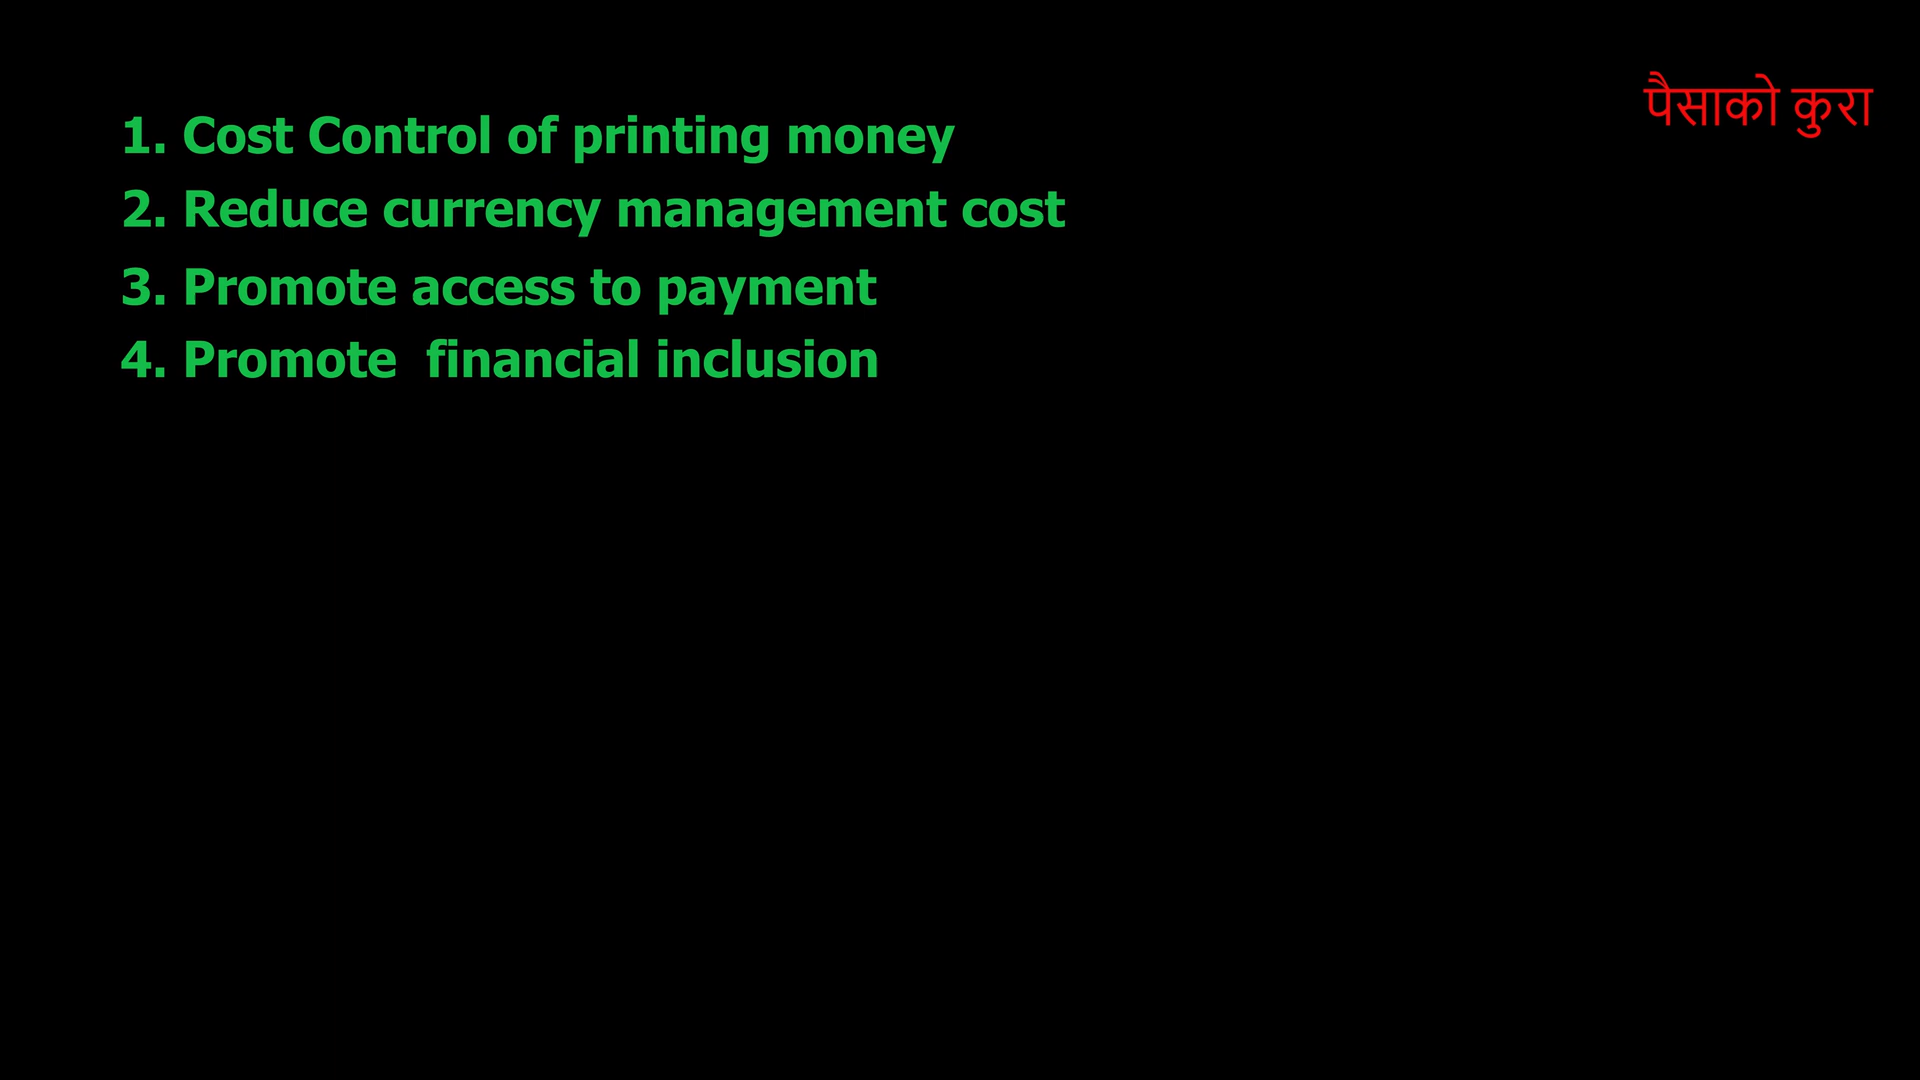 पैसाको कुरा
1. Cost Control of printing money
2. Reduce currency management cost
3. Promote access to payment
4. Promote  financial inclusion